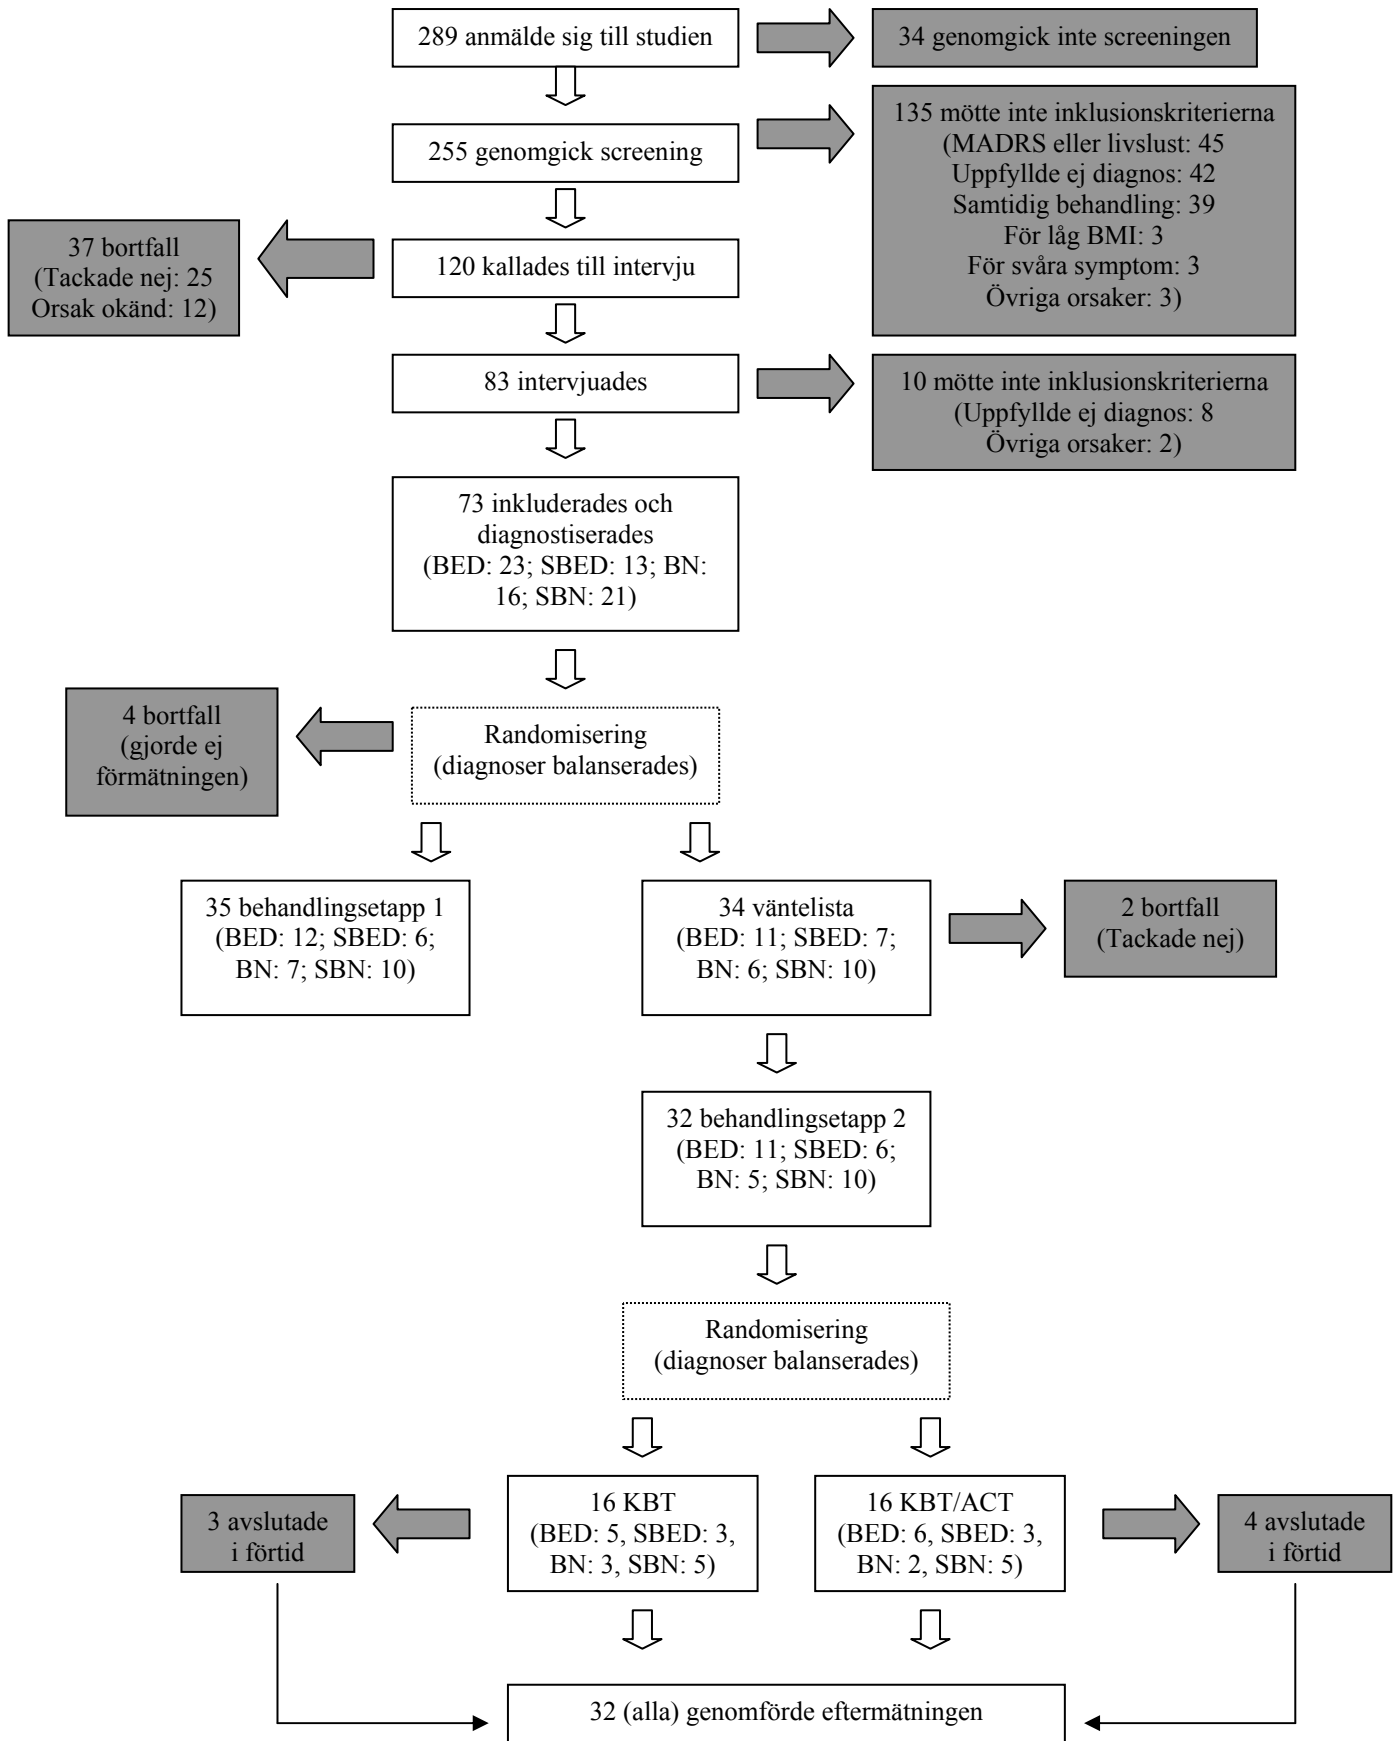 289 anmälde sig till studien
34 genomgick inte screeningen
255 genomgick screening
135 mötte inte inklusionskriterierna
(MADRS eller livslust: 45
Uppfyllde ej diagnos: 42
Samtidig behandling: 39
För låg BMI: 3
För svåra symptom: 3
Övriga orsaker: 3)
37 bortfall
(Tackade nej: 25
Orsak okänd: 12)
120 kallades till intervju
83 intervjuades
10 mötte inte inklusionskriterierna
(Uppfyllde ej diagnos: 8
Övriga orsaker: 2)
73 inkluderades och
diagnostiserades
(BED: 23; SBED: 13; BN:
16; SBN: 21)
4 bortfall
(gjorde ej
förmätningen)
Randomisering
(diagnoser balanserades)
35 behandlingsetapp 1
(BED: 12; SBED: 6;
BN: 7; SBN: 10)
34 väntelista
(BED: 11; SBED: 7;
BN: 6; SBN: 10)
2 bortfall
(Tackade nej)
32 behandlingsetapp 2
(BED: 11; SBED: 6;
BN: 5; SBN: 10)
Randomisering
(diagnoser balanserades)
3 avslutade
i förtid
16 KBT
(BED: 5, SBED: 3,
BN: 3, SBN: 5)
16 KBT/ACT
(BED: 6, SBED: 3,
BN: 2, SBN: 5)
4 avslutade
i förtid
32 (alla) genomförde eftermätningen